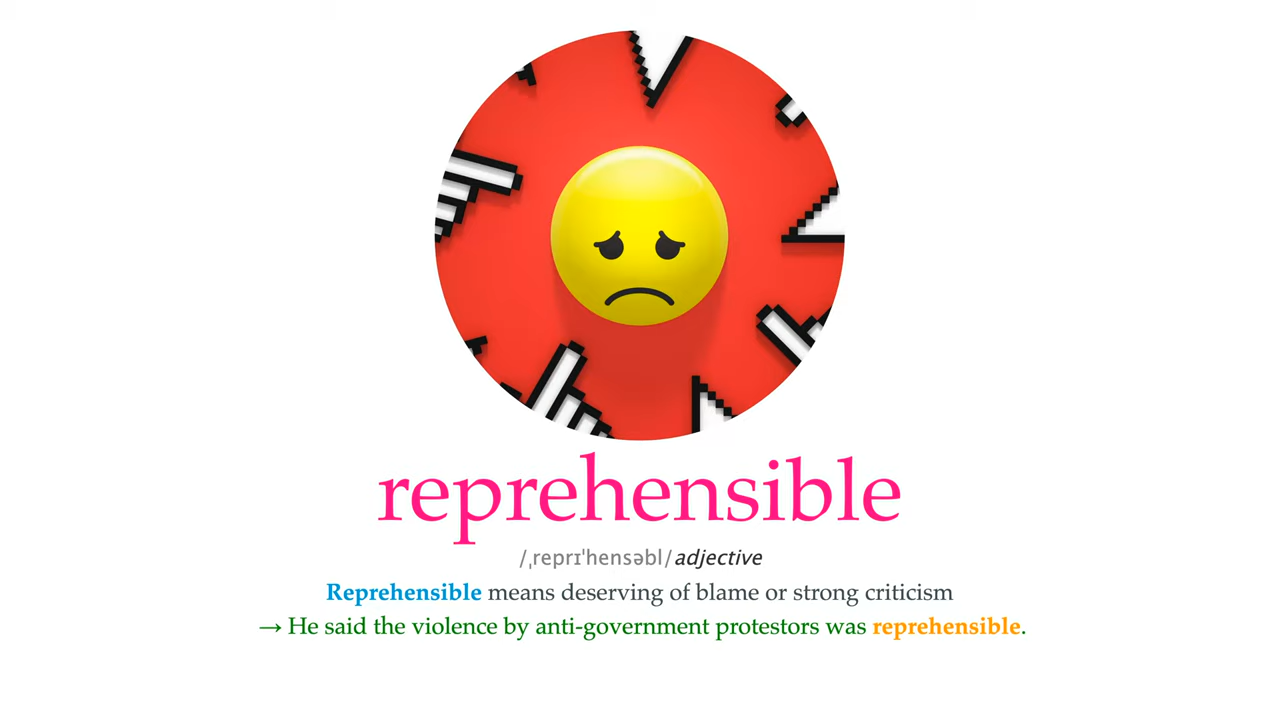 reprehensible
/ˌreprɪˈhensəbl/adjective
Reprehensible means deserving of blame or strong criticism
→ He said the violence by anti-government protestors was reprehensible.